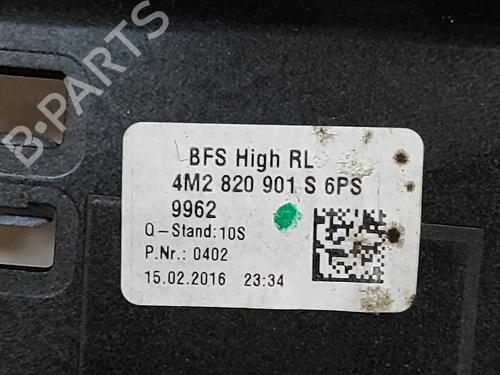 B-PARTS
BFS High RL
4M2 820 901 S 6PS
9962
Q-Stand: 10S
P.Nr.: 0402
15.02.2016 23:34